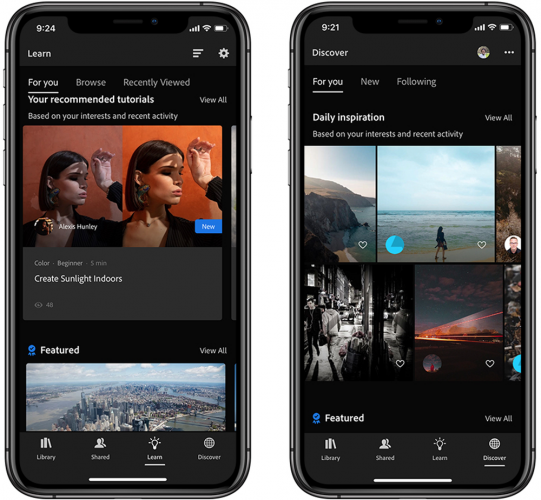 9:24
Learn
For you Browse Recently Viewed
Your recommended tutorials View All
Based on your interests and recent activity
Alexis Hunley New
Color · Beginner · 5 min
Create Sunlight Indoors
48
Featured View All
Library Shared Learn Discover
9:21
Discover
For you New Following
Daily inspiration View All
Based on your interests and recent activity
Featured View All
Library Shared Learn Discover